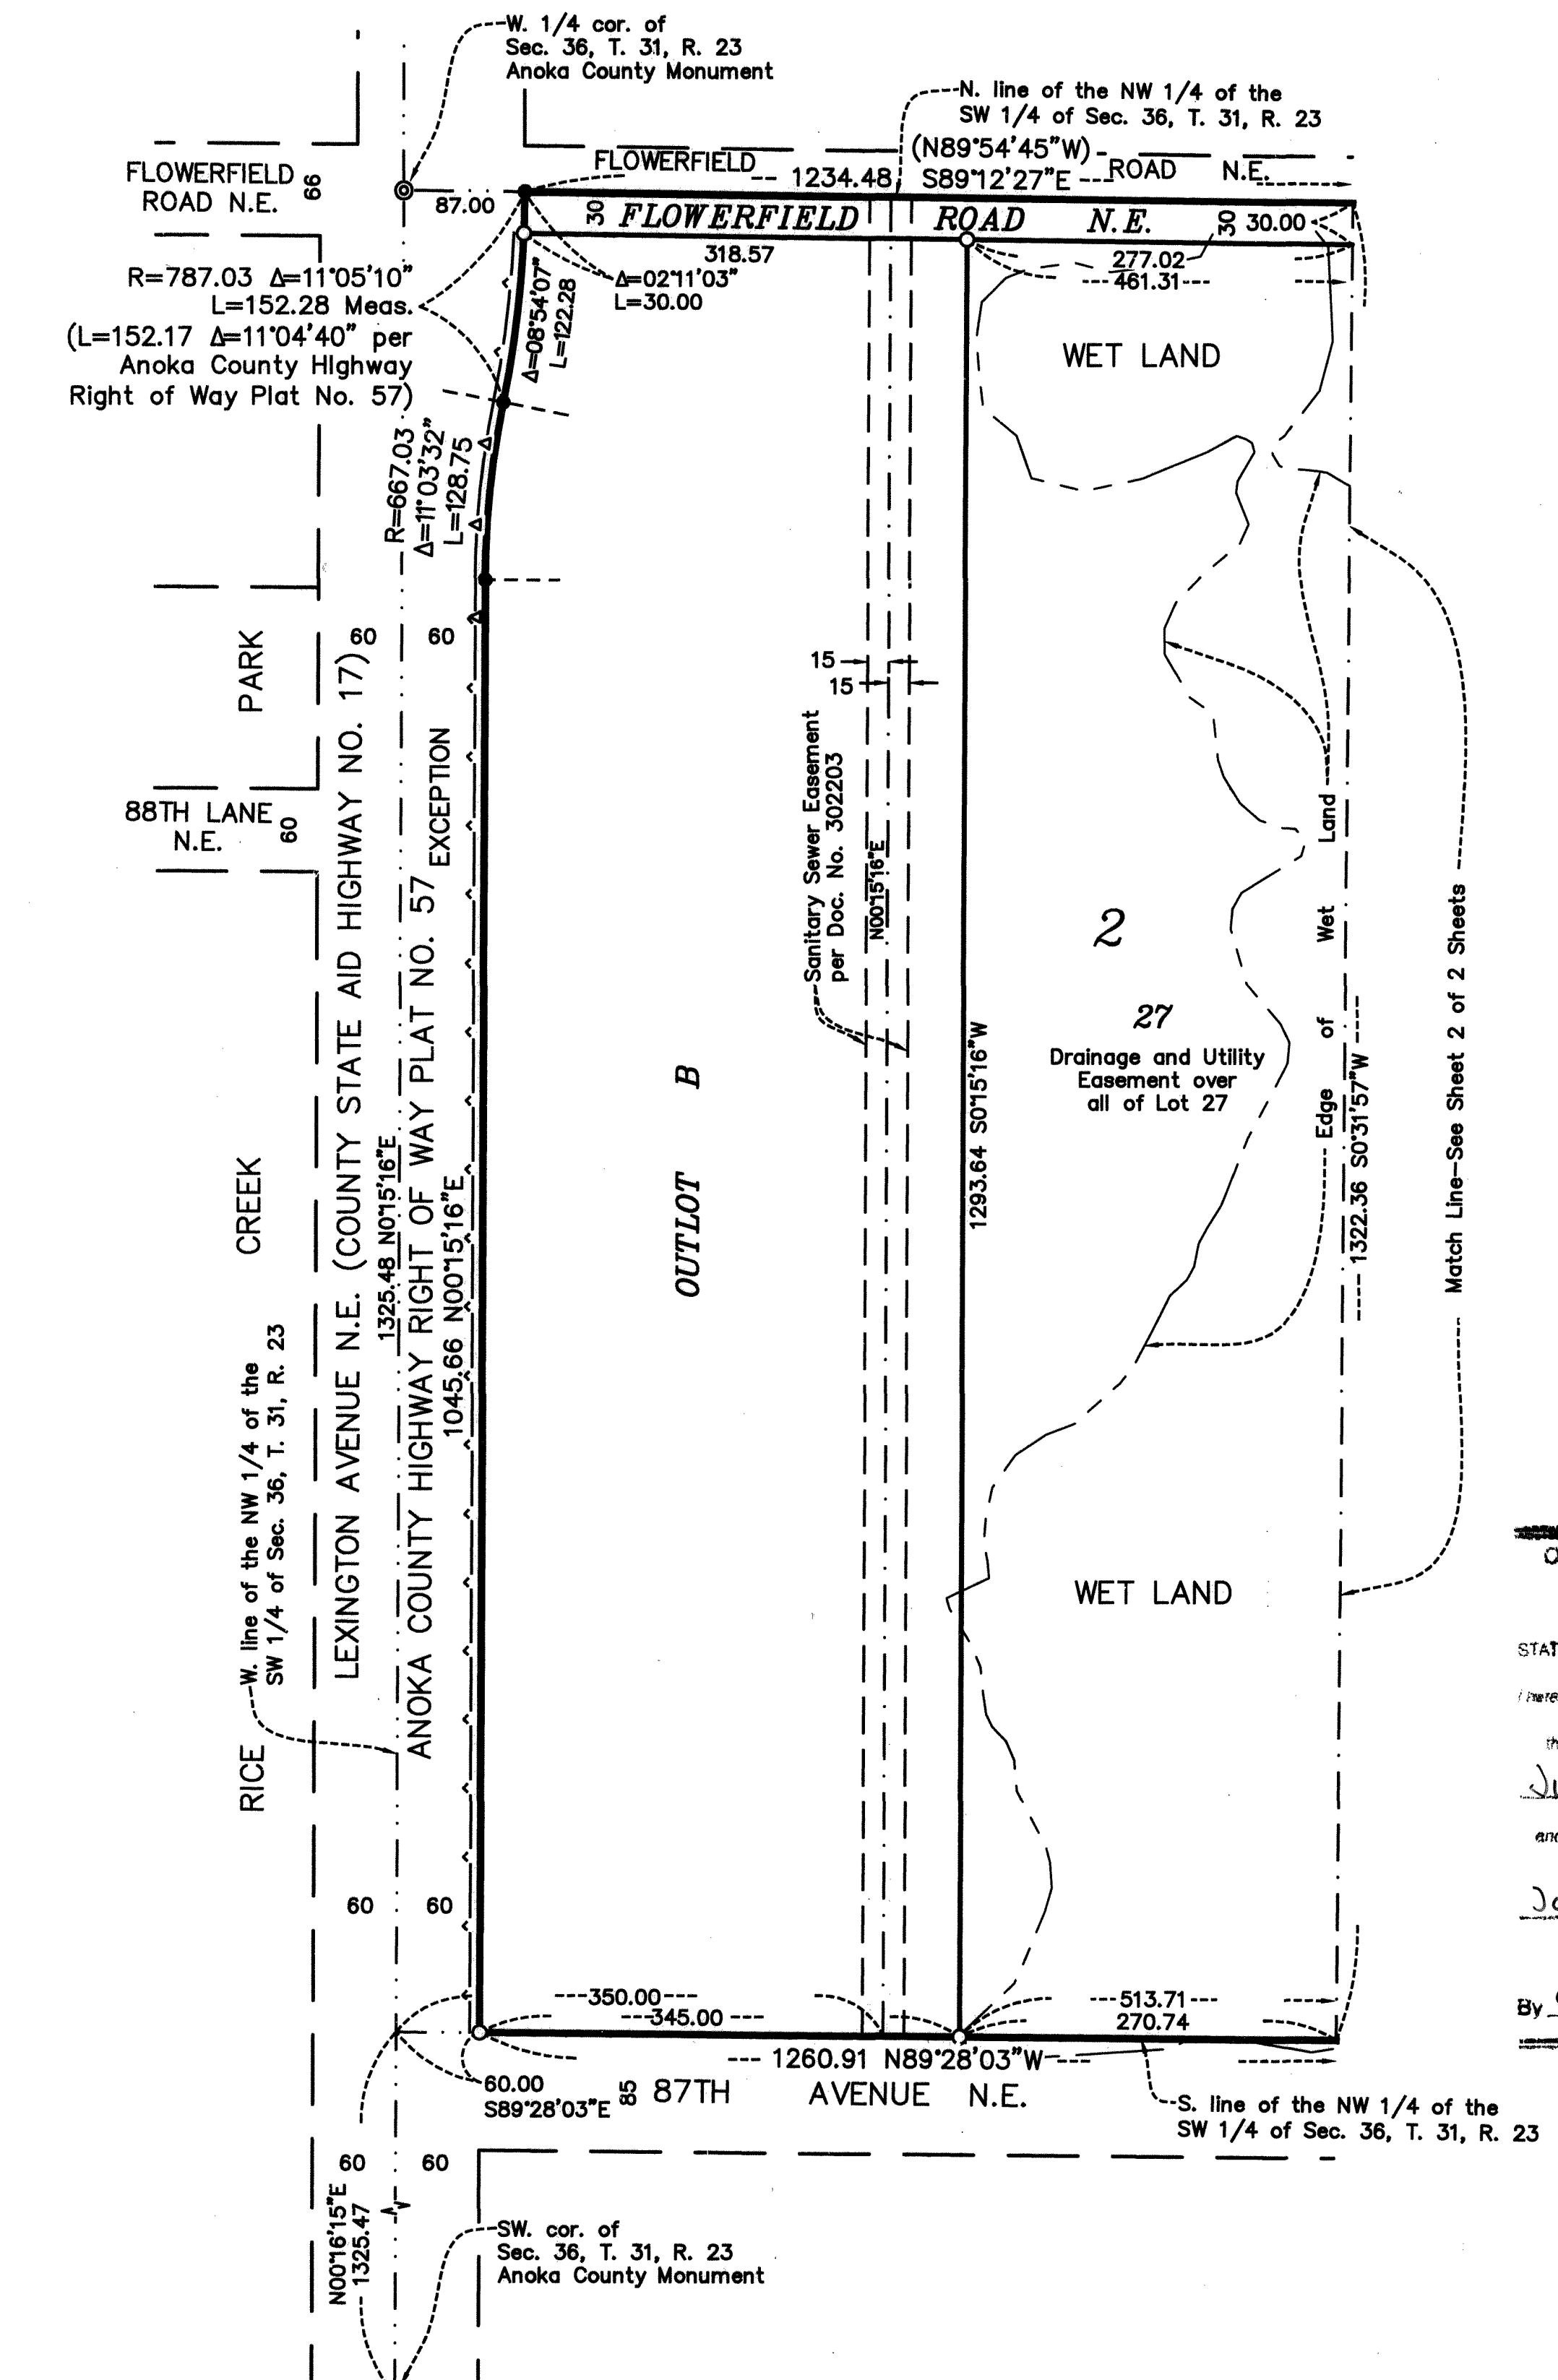 W. 1/4 cor. of
Sec. 36, T. 31, R. 23
Anoka County Monument
N. line of the NW 1/4 of the
SW 1/4 of Sec. 36, T. 31, R. 23
(N89°54'45"W)
FLOWERFIELD 1234.48 S89°12'27"E ROAD N.E.
FLOWERFIELD
ROAD N.E.
66
87.00
30
FLOWERFIELD ROAD N.E.
30
30.00
318.57
277.02
461.31
R=787.03 Δ=11°05'10"
L=152.28 Meas.
(L=152.17 Δ=11°04'40" per
Anoka County Highway
Right of Way Plat No. 57)
Δ=02°11'03"
L=30.00
Δ=08°54'07"
L=122.28
WET LAND
R=667.03
Δ=11°03'32"
L=128.75
60
60
15
15
PARK
88TH LANE
N.E.
60
EXCEPTION
Sanitary Sewer Easement
per Doc. No. 302203
N00°15'16"E
2
27
Drainage and Utility
Easement over
all of Lot 27
Edge of Wet Land
1322.36 S0°31'57"W
Match Line-See Sheet 2 of 2 Sheets
OUTLOT B
1293.64 S0°15'16"W
RICE CREEK
LEXINGTON AVENUE N.E. (COUNTY STATE AID HIGHWAY NO. 17)
1325.48 N0°15'16"E
ANOKA COUNTY HIGHWAY RIGHT OF WAY PLAT NO. 57
1045.66 N00°15'16"E
W. line of the NW 1/4 of the
SW 1/4 of Sec. 36, T. 31, R. 23
WET LAND
60
60
350.00
345.00
513.71
270.74
1260.91 N89°28'03"W
60.00
S89°28'03"E
85
87TH AVENUE N.E.
S. line of the NW 1/4 of the
SW 1/4 of Sec. 36, T. 31, R. 23
60
60
N00°16'15"E
1325.47
SW. cor. of
Sec. 36, T. 31, R. 23
Anoka County Monument
By